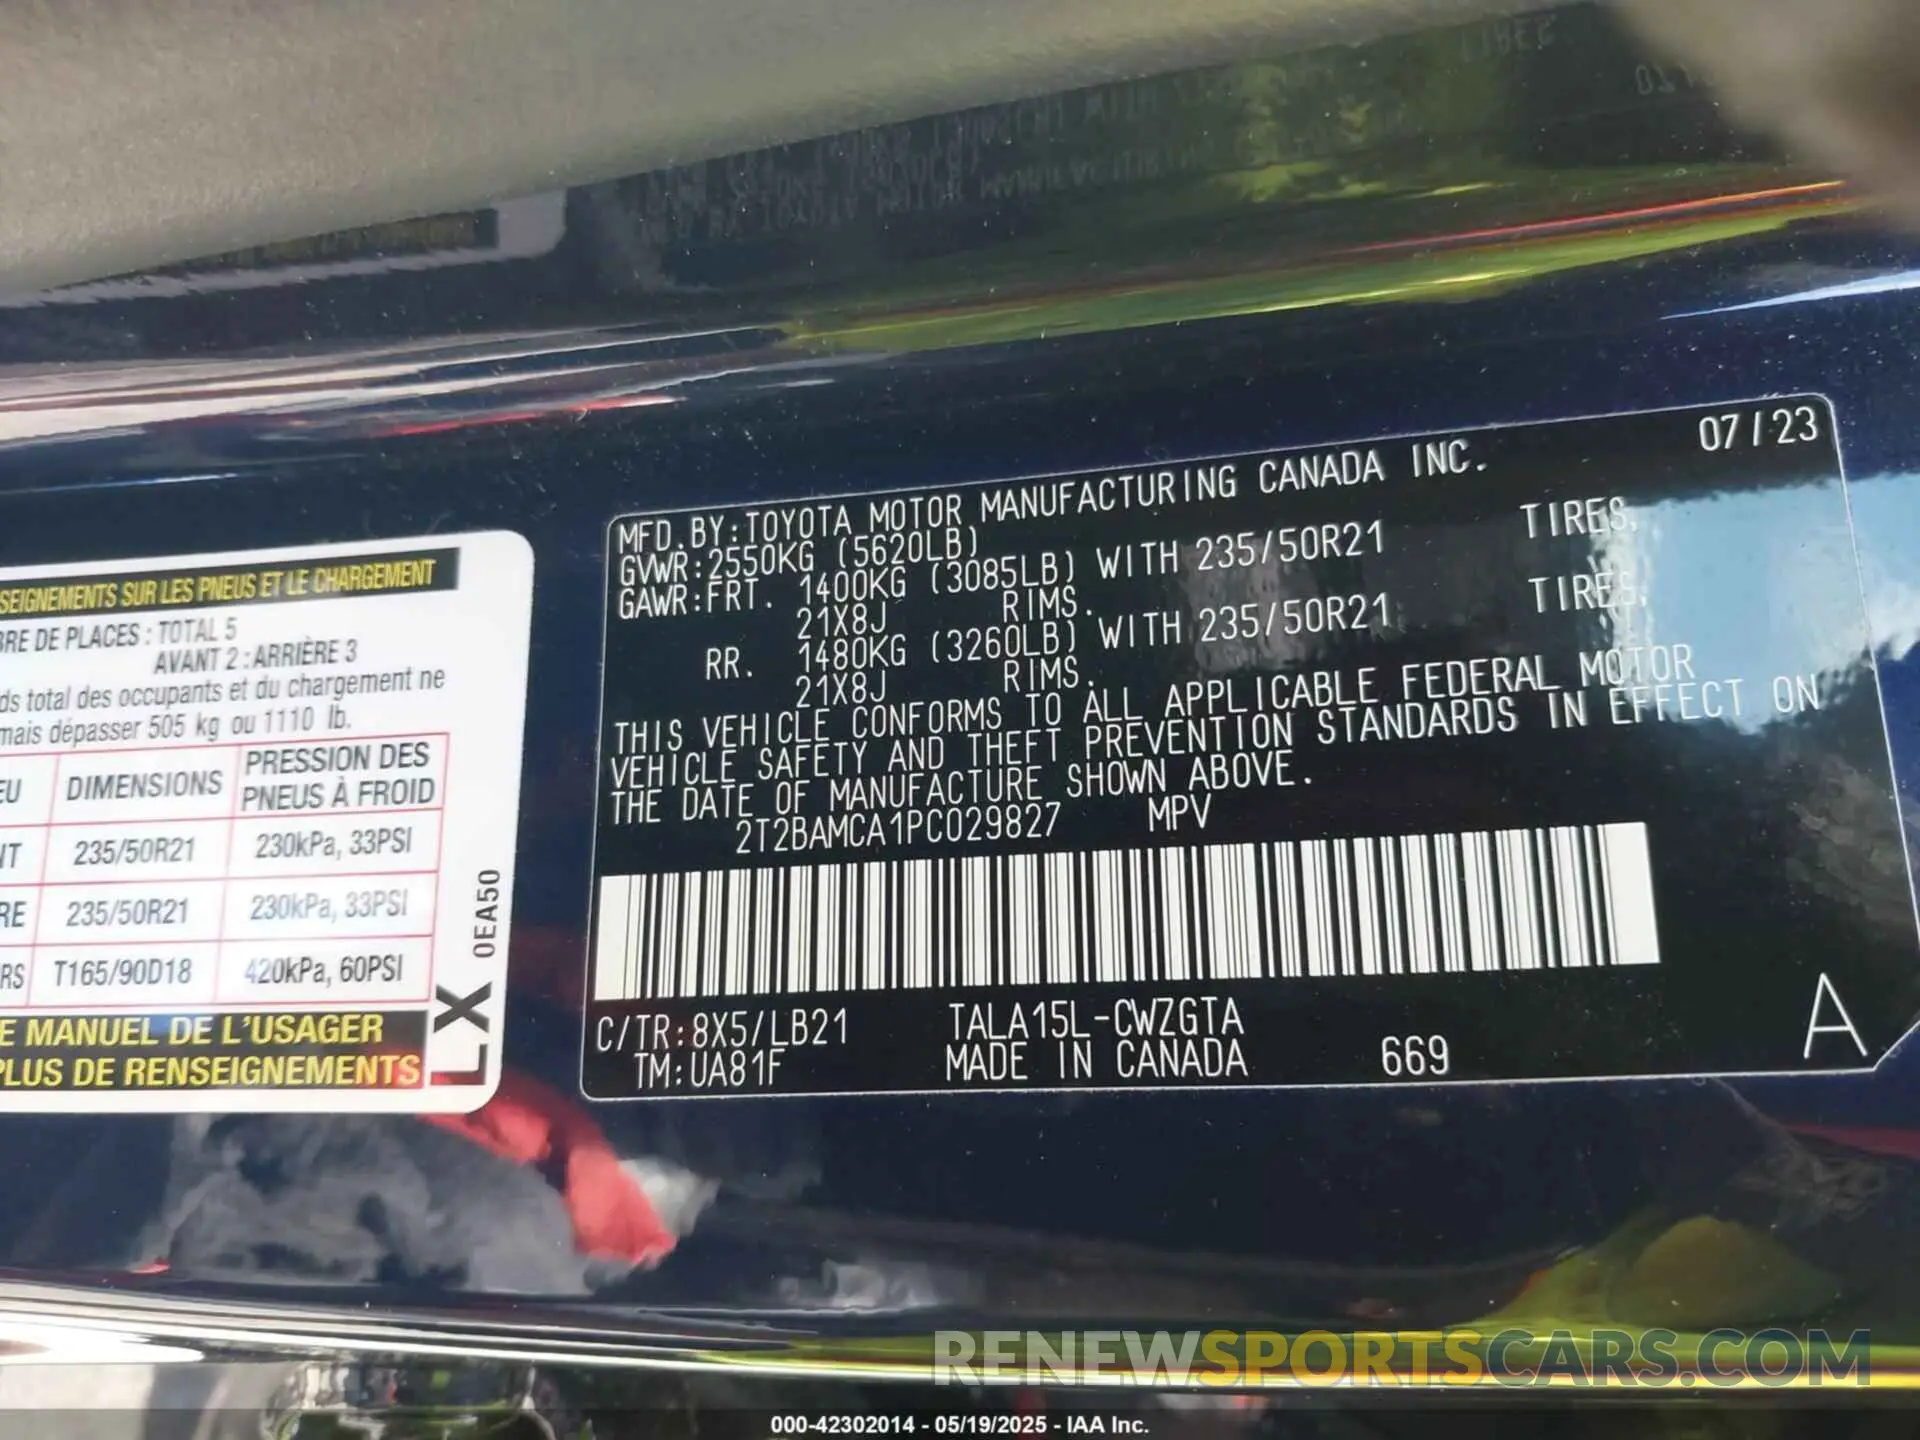 SEIGNEMENTS SUR LES PNEUS ET LE CHARGEMENT
BRE DE PLACES : TOTAL 5
AVANT 2 : ARRIÈRE 3
ds total des occupants et du chargement ne
mais dépasser 505 kg ou 1110 lb.
EU DIMENSIONS PRESSION DES PNEUS À FROID
NT 235/50R21 230kPa, 33PSI
RE 235/50R21 230kPa, 33PSI
RS T165/90D18 420kPa, 60PSI
E MANUEL DE L'USAGER
PLUS DE RENSEIGNEMENTS
LX 0EA50
07/23
MFD.BY:TOYOTA MOTOR MANUFACTURING CANADA INC.
GVWR:2550KG (5620LB)
GAWR:FRT. 1400KG (3085LB) WITH 235/50R21 TIRES,
21X8J RIMS.
RR. 1480KG (3260LB) WITH 235/50R21 TIRES,
21X8J RIMS.
THIS VEHICLE CONFORMS TO ALL APPLICABLE FEDERAL MOTOR
VEHICLE SAFETY AND THEFT PREVENTION STANDARDS IN EFFECT ON
THE DATE OF MANUFACTURE SHOWN ABOVE.
2T2BAMCA1PC029827 MPV
C/TR:8X5/LB21 TALA15L-CWZGTA
TM:UA81F MADE IN CANADA 669 A
RENEWSPORTSCARS.COM
000-42302014 - 05/19/2025 - IAA Inc.